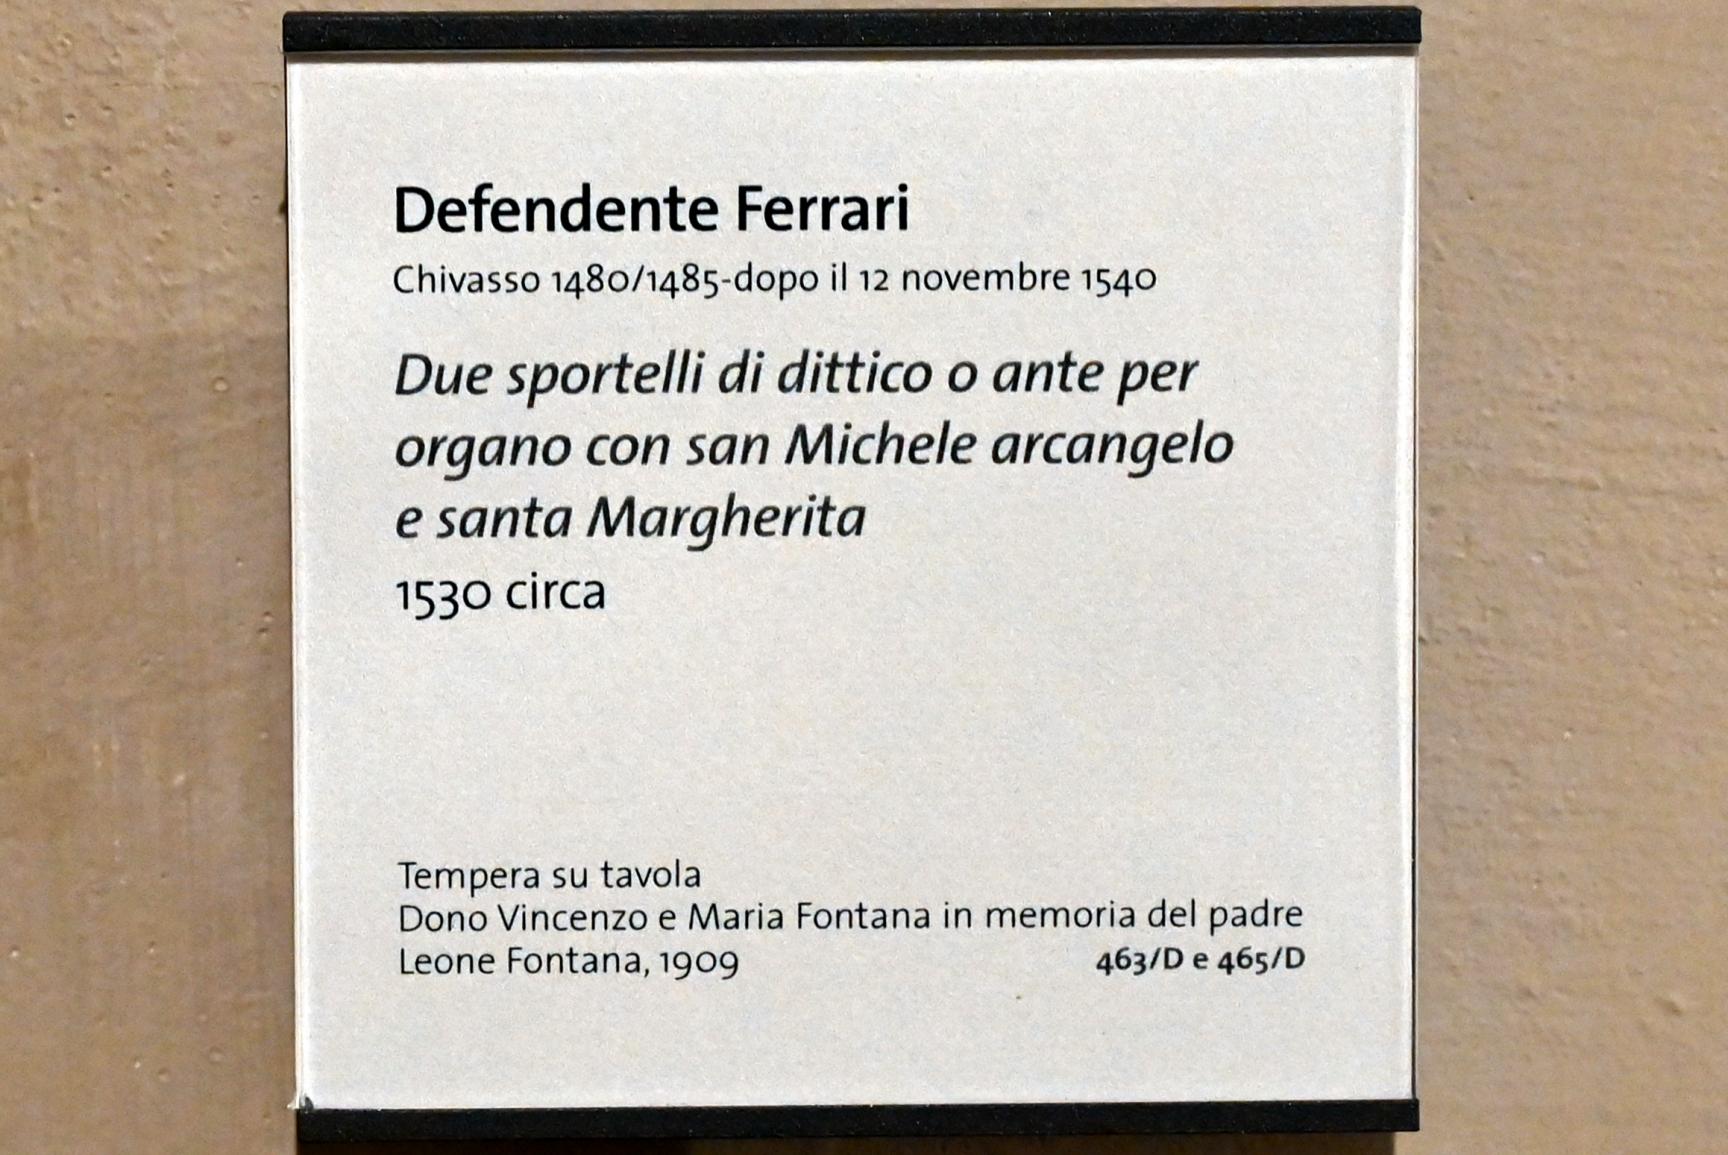 Defendente Ferrari
Chivasso 1480/1485-dopo il 12 novembre 1540
Due sportelli di dittico o ante per
organo con san Michele arcangelo
e santa Margherita
1530 circa
Tempera su tavola
Dono Vincenzo e Maria Fontana in memoria del padre
Leone Fontana, 1909 463/D e 465/D